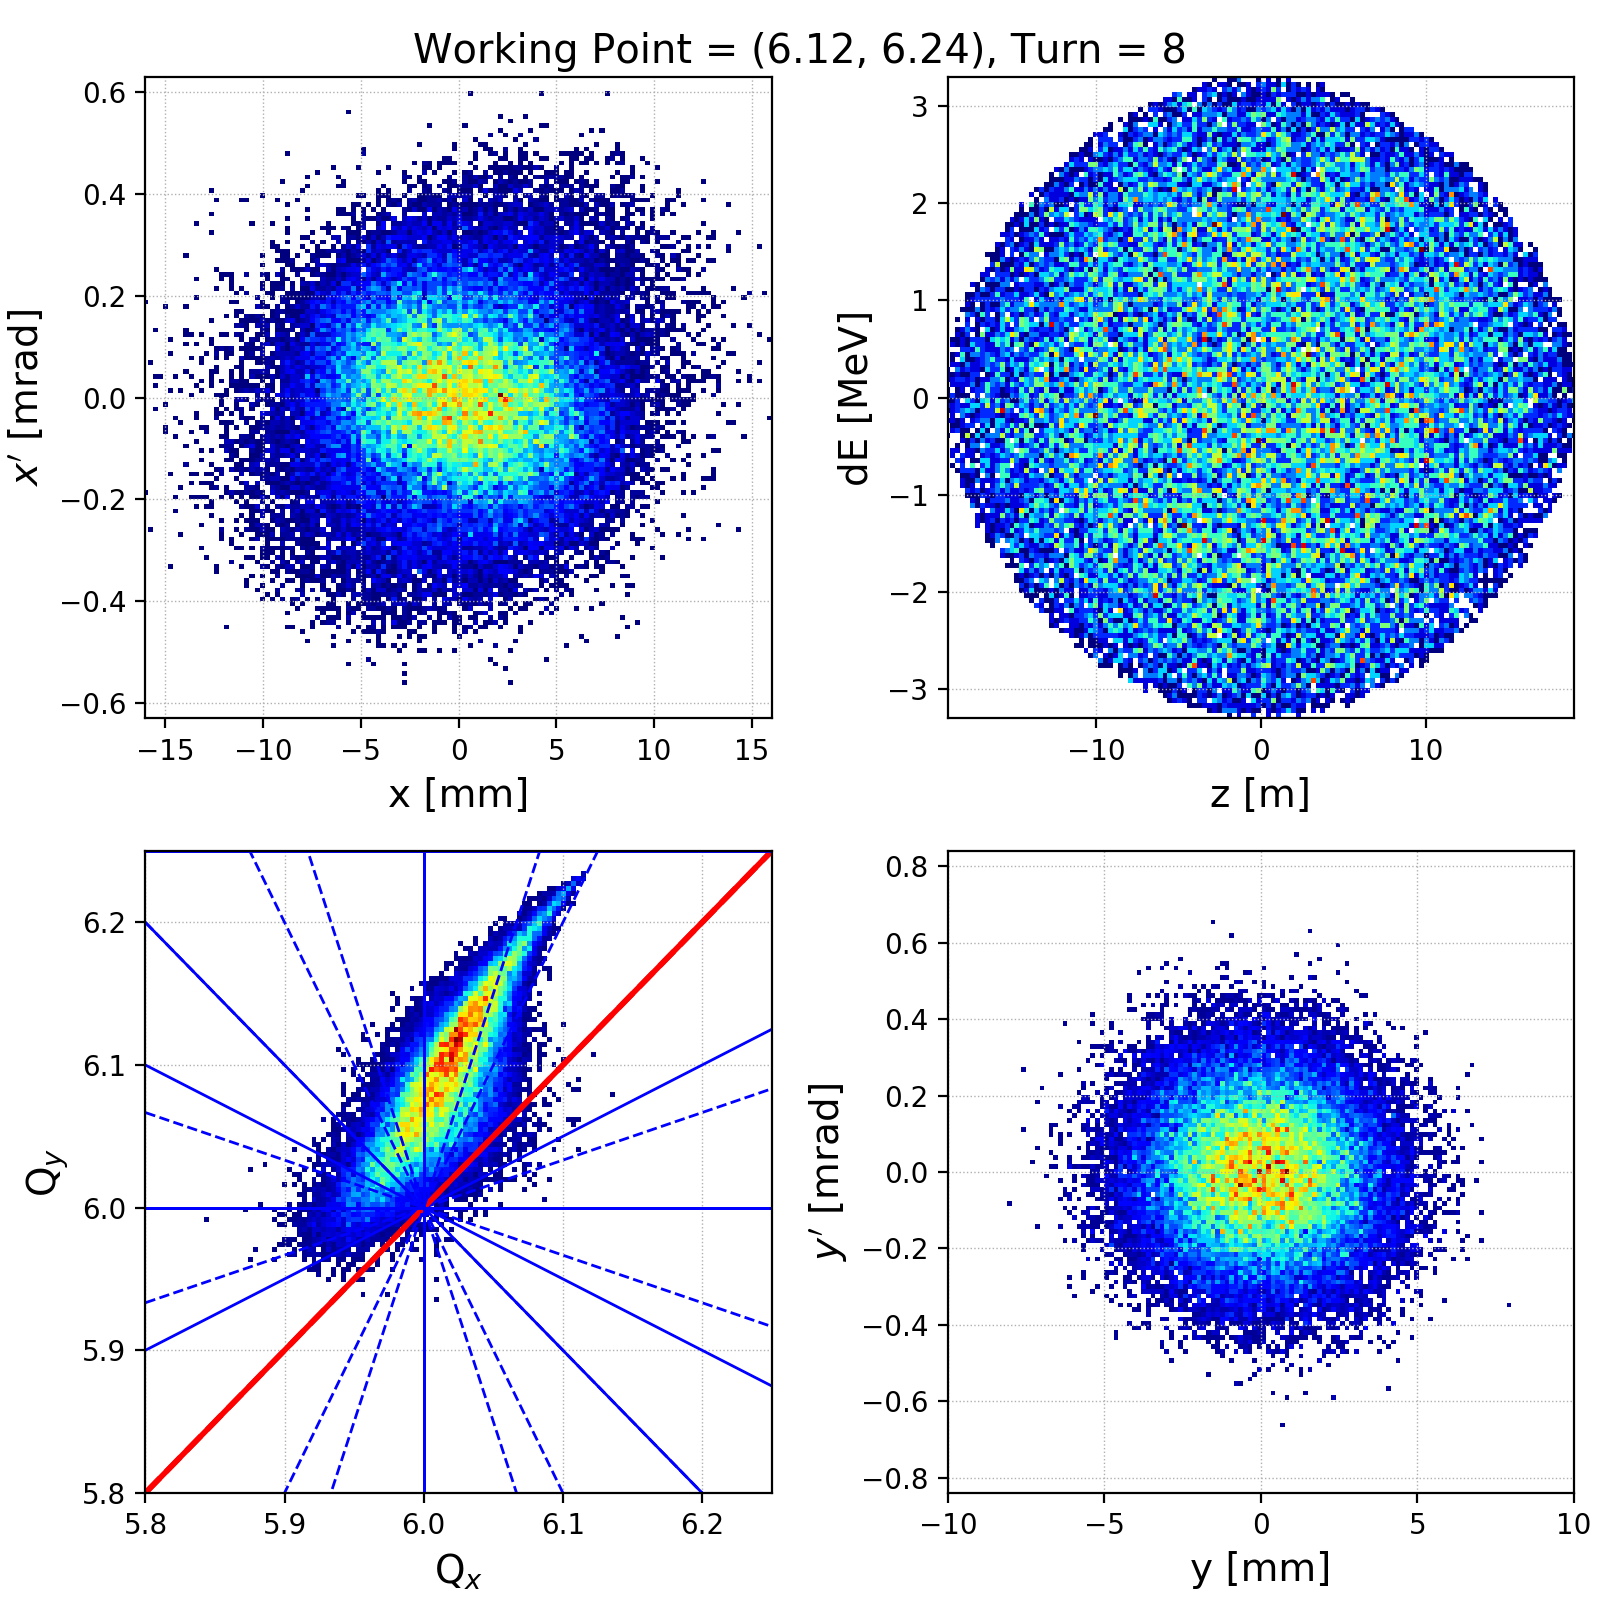 Working Point = (6.12, 6.24), Turn = 8
0.6
0.4
0.2
0.0
−0.2
−0.4
−0.6
x′ [mrad]
−15 −10 −5 0 5 10 15
x [mm]
3
2
1
0
−1
−2
−3
dE [MeV]
−10 0 10
z [m]
6.2
6.1
6.0
5.9
5.8
Qy
5.8 5.9 6.0 6.1 6.2
Qx
0.8
0.6
0.4
0.2
0.0
−0.2
−0.4
−0.6
−0.8
y′ [mrad]
−10 −5 0 5 10
y [mm]